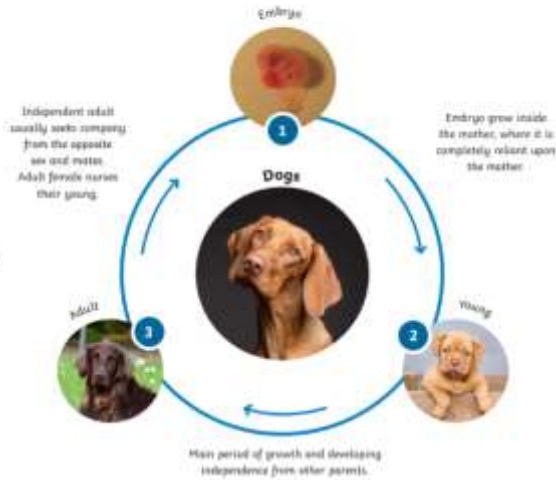 Embryo
1
Independent adult
usually seeks company
from the opposite
sex and mates.
Adult female nurses
their young.
Embryo grow inside
the mother, where it is
completely reliant upon
the mother.
Dogs
Adult
3
Young
2
Main period of growth and developing
independence from other parents.